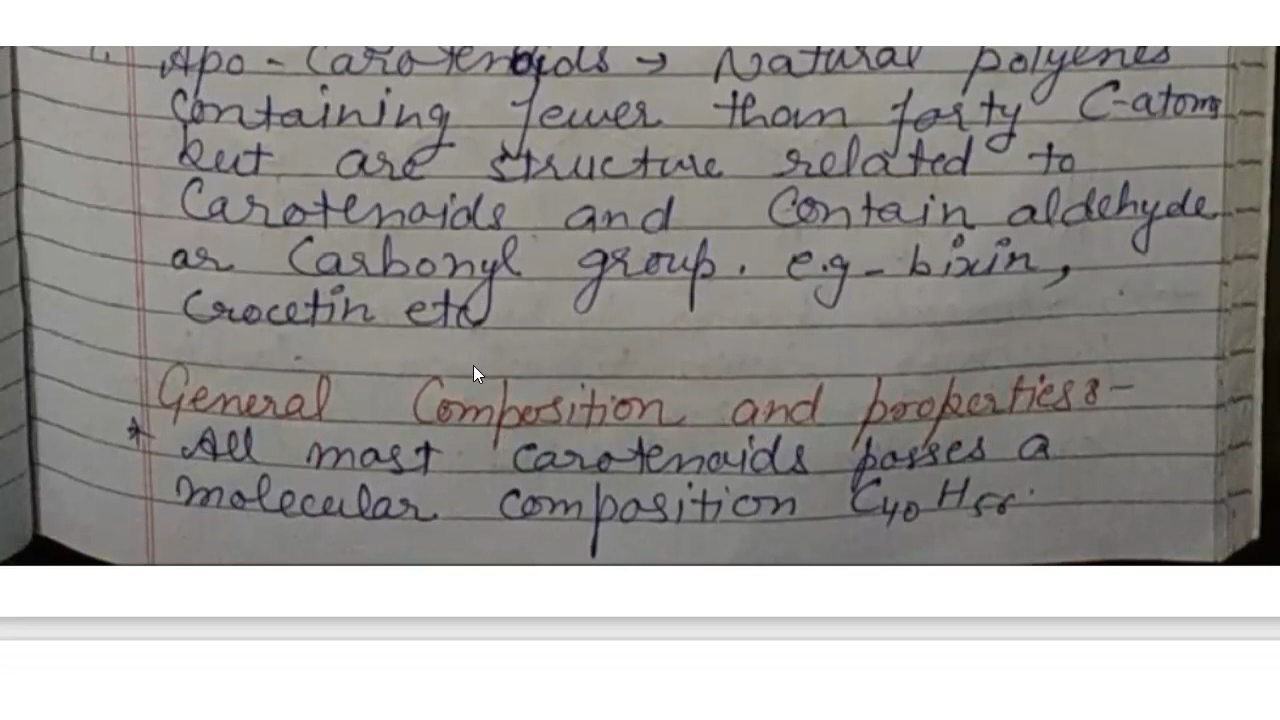 Apo-Carotenoids → Natural polyenes
Containing fewer than forty C-atoms
but are structure related to
Carotenoids and Contain aldehyde
or Carbonyl group. e.g - bixin,
Crocetin etc
General Composition and properties:-
* All most carotenoids posses a
molecular composition C₄₀H₅₆.